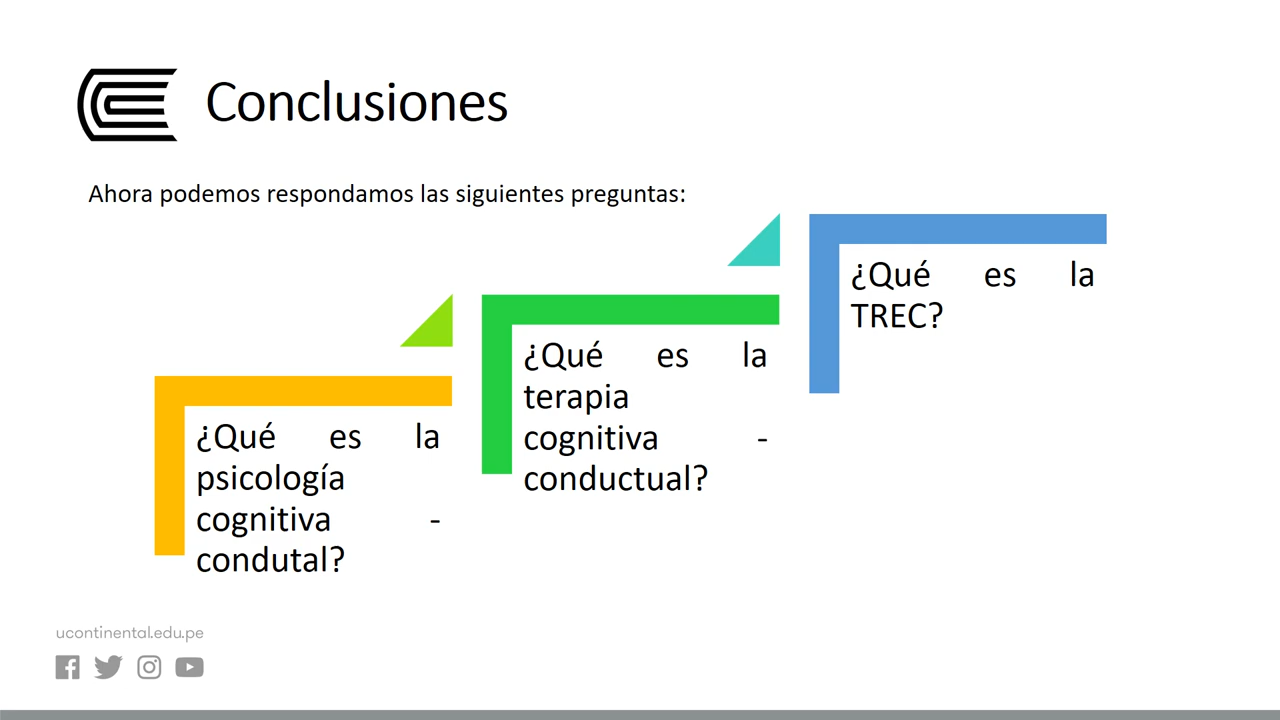 Conclusiones
Ahora podemos respondamos las siguientes preguntas:
¿Qué es la
psicología
cognitiva -
condutal?
¿Qué es la
terapia
cognitiva -
conductual?
¿Qué es la
TREC?
ucontinental.edu.pe